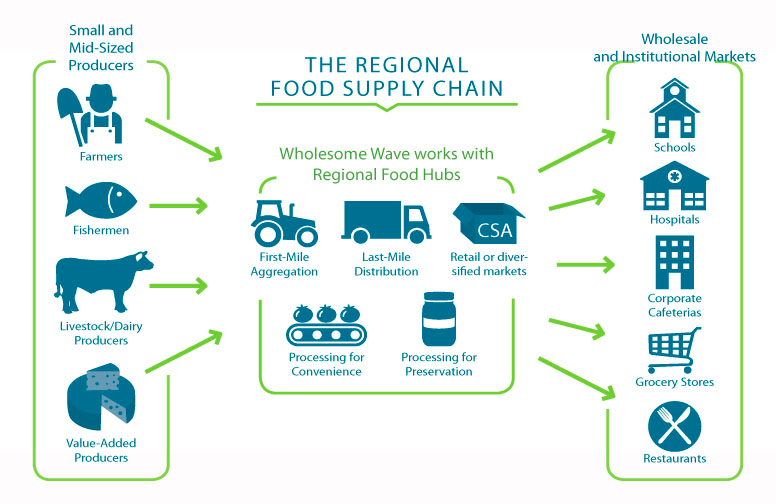 Small and
Mid-Sized
Producers
Farmers
Fishermen
Livestock/Dairy
Producers
Value-Added
Producers
THE REGIONAL
FOOD SUPPLY CHAIN
Wholesome Wave works with
Regional Food Hubs
First-Mile
Aggregation
Last-Mile
Distribution
CSA
Retail or diver-
sified markets
Processing for
Convenience
Processing for
Preservation
Wholesale
and Institutional Markets
Schools
Hospitals
Corporate
Cafeterias
Grocery Stores
Restaurants